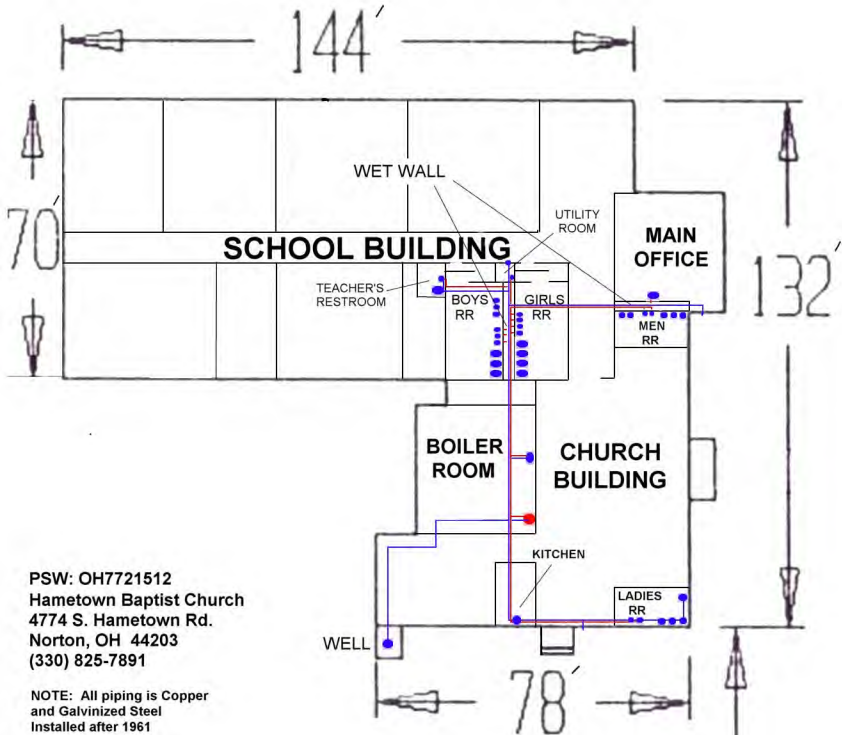 144'
WET WALL
UTILITY
ROOM
70'
SCHOOL BUILDING
MAIN
OFFICE
132'
TEACHER'S
RESTROOM
BOYS
RR
GIRLS
RR
MEN
RR
BOILER
ROOM
CHURCH
BUILDING
KITCHEN
LADIES
RR
WELL
78'
PSW: OH7721512
Hametown Baptist Church
4774 S. Hametown Rd.
Norton, OH 44203
(330) 825-7891
NOTE: All piping is Copper
and Galvinized Steel
Installed after 1961